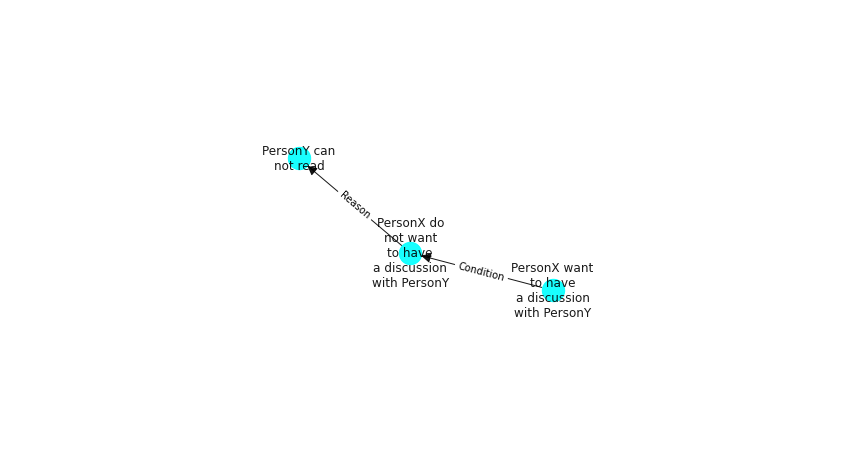 PersonY can
not read
Reason
PersonX do
not want
to have
a discussion
with PersonY
Condition
PersonX want
to have
a discussion
with PersonY